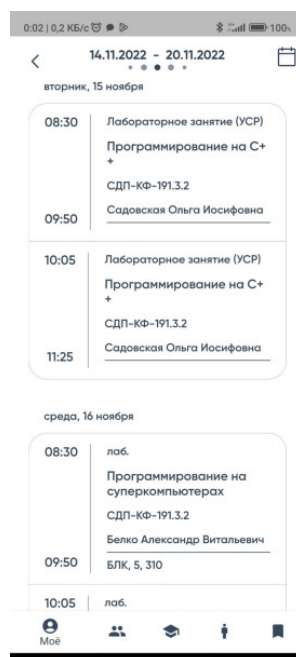 0:02 | 0,2 КБ/с
100%
14.11.2022 - 20.11.2022
вторник, 15 ноября
08:30
Лабораторное занятие (УСР)
Программирование на С+
+
СДП-КФ-191.3.2
Садовская Ольга Иосифовна
09:50
10:05
Лабораторное занятие (УСР)
Программирование на С+
+
СДП-КФ-191.3.2
Садовская Ольга Иосифовна
11:25
среда, 16 ноября
08:30
лаб.
Программирование на
суперкомпьютерах
СДП-КФ-191.3.2
Белко Александр Витальевич
09:50
БЛК, 5, 310
10:05
лаб.
Моё